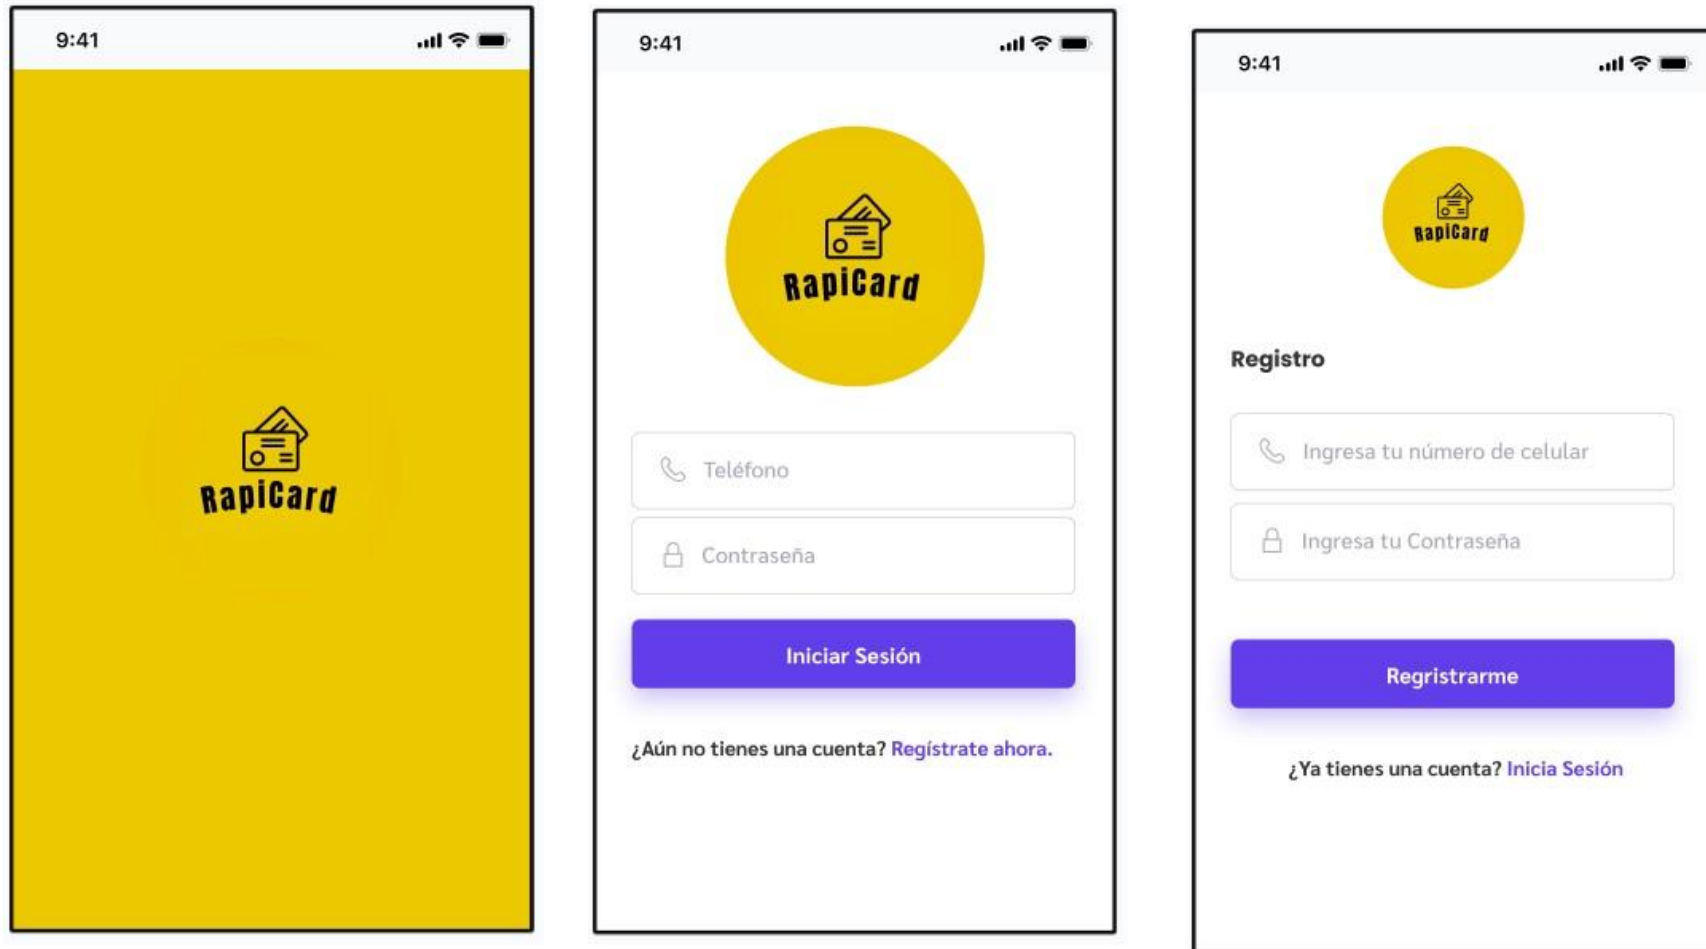 9:41
RapiCard
9:41
RapiCard
Teléfono
Contraseña
Iniciar Sesión
¿Aún no tienes una cuenta? Regístrate ahora.
9:41
RapiCard
Registro
Ingresa tu número de celular
Ingresa tu Contraseña
Regristrarme
¿Ya tienes una cuenta? Inicia Sesión